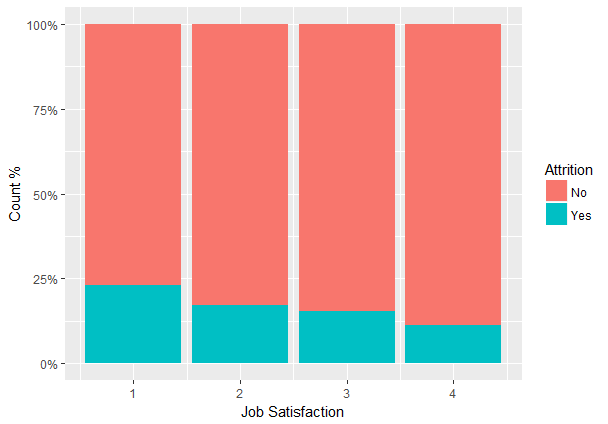 100%
75%
50%
25%
0%
Count %
1 2 3 4
Job Satisfaction
Attrition
No
Yes